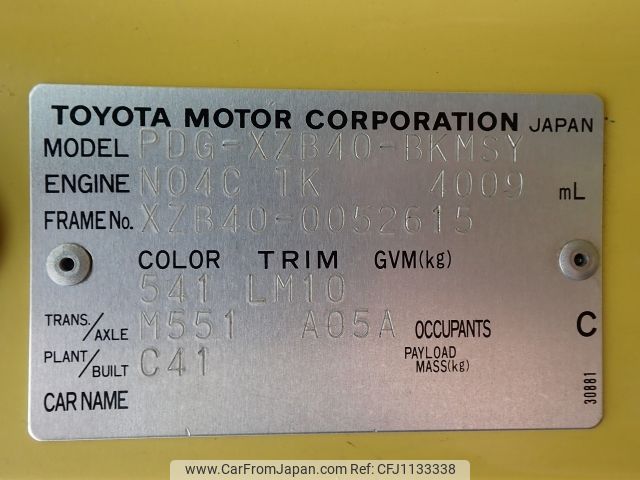 TOYOTA MOTOR CORPORATION JAPAN
MODEL PDG-XZB40-BKMSY
ENGINE N04C TK 4009 mL
FRAME No. XZB40-0052615
COLOR TRIM GVM(kg)
541 LM10
TRANS./AXLE M551 A05A OCCUPANTS C
PLANT/BUILT C41 PAYLOAD MASS(kg)
CAR NAME
30881
www.CarFromJapan.com CFJ1133338